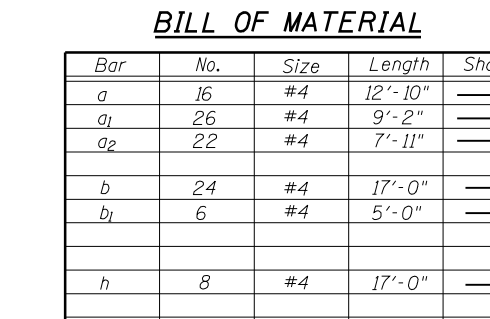 BILL OF MATERIAL
Bar No. Size Length
a 16 #4 12'-10"
a1 26 #4 9'-2"
a2 22 #4 7'-11"
b 24 #4 17'-0"
b1 6 #4 5'-0"
h 8 #4 17'-0"